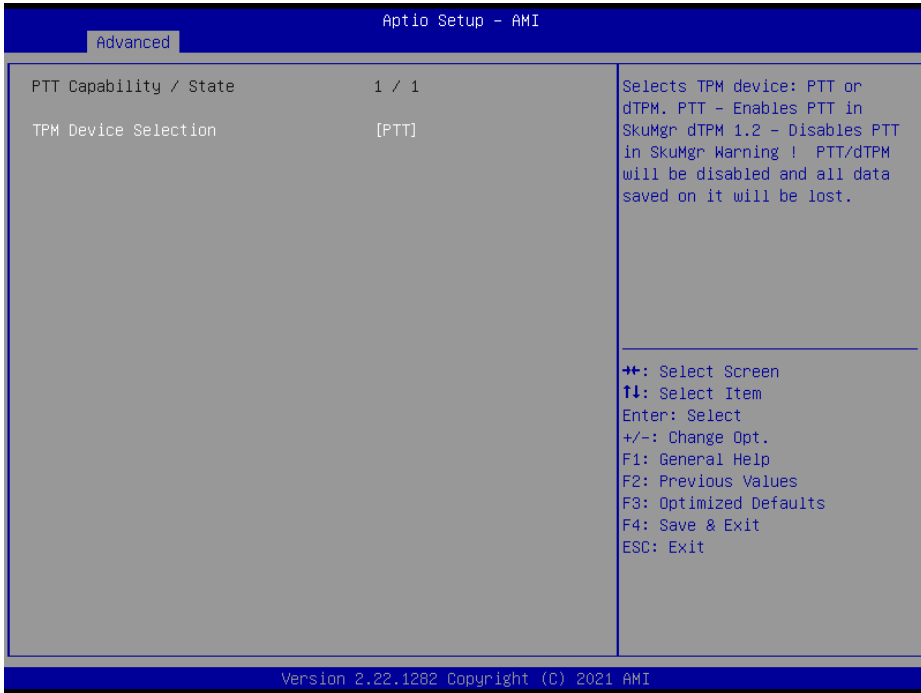 Aptio Setup – AMI
Advanced
PTT Capability / State 1 / 1
TPM Device Selection [PTT]
Selects TPM device: PTT or
dTPM. PTT – Enables PTT in
SkuMgr dTPM 1.2 – Disables PTT
in SkuMgr Warning ! PTT/dTPM
will be disabled and all data
saved on it will be lost.
→←: Select Screen
↑↓: Select Item
Enter: Select
+/–: Change Opt.
F1: General Help
F2: Previous Values
F3: Optimized Defaults
F4: Save & Exit
ESC: Exit
Version 2.22.1282 Copyright (C) 2021 AMI